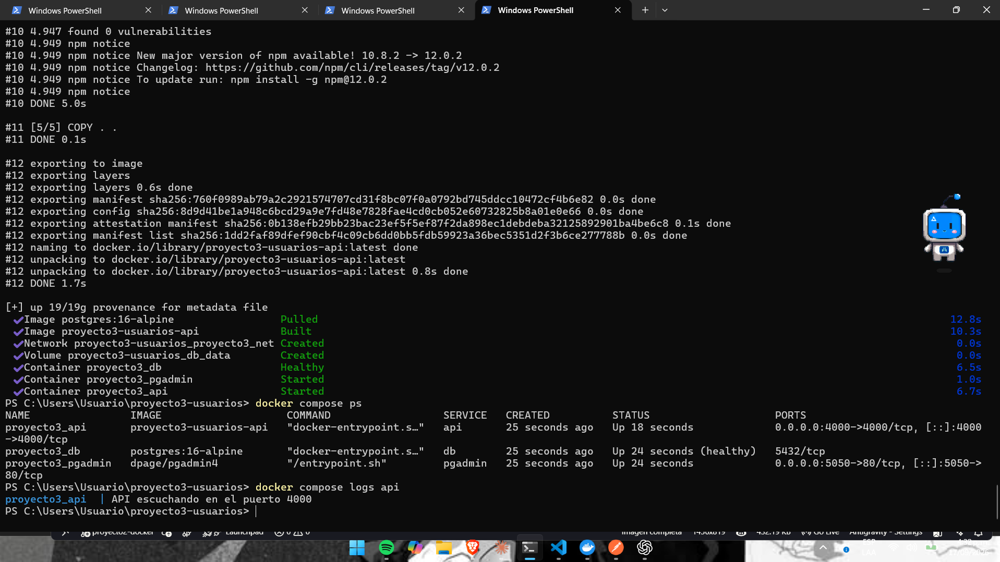 Windows PowerShell
Windows PowerShell
Windows PowerShell
Windows PowerShell
#10 4.947 found 0 vulnerabilities
#10 4.949 npm notice
#10 4.949 npm notice New major version of npm available! 10.8.2 -> 12.0.2
#10 4.949 npm notice Changelog: https://github.com/npm/cli/releases/tag/v12.0.2
#10 4.949 npm notice To update run: npm install -g npm@12.0.2
#10 4.949 npm notice
#10 DONE 5.0s
#11 [5/5] COPY . .
#11 DONE 0.1s
#12 exporting to image
#12 exporting layers
#12 exporting layers 0.6s done
#12 exporting manifest sha256:760f0989ab79a2c2921574707cd31f8bc07f0a0792bd745ddcc10472cf4b6e82 0.0s done
#12 exporting config sha256:8d9d41be1a948c6bcd29a9e7fd48e7828fae4cd0cb052e60732825b8a01e0e66 0.0s done
#12 exporting attestation manifest sha256:0b138efb29bb23bac23ef5f5ef87f2da898ec1debdeba32125892901ba4be6c8 0.1s done
#12 exporting manifest list sha256:1dd2faf89dfef90cbf4c09cb6dd0bb5fdb59923a36bec5351d2f3b6ce277788b 0.0s done
#12 naming to docker.io/library/proyecto3-usuarios-api:latest done
#12 unpacking to docker.io/library/proyecto3-usuarios-api:latest
#12 unpacking to docker.io/library/proyecto3-usuarios-api:latest 0.8s done
#12 DONE 1.7s
[+] up 19/19g provenance for metadata file
Image postgres:16-alpine Pulled 12.8s
Image proyecto3-usuarios-api Built 10.3s
Network proyecto3-usuarios_proyecto3_net Created 0.0s
Volume proyecto3-usuarios_db_data Created 0.0s
Container proyecto3_db Healthy 6.5s
Container proyecto3_pgadmin Started 1.0s
Container proyecto3_api Started 6.7s
PS C:\Users\Usuario\proyecto3-usuarios> docker compose ps
NAME IMAGE COMMAND SERVICE CREATED STATUS PORTS
proyecto3_api proyecto3-usuarios-api "docker-entrypoint.s…" api 25 seconds ago Up 18 seconds 0.0.0.0:4000->4000/tcp, [::]:4000
->4000/tcp
proyecto3_db postgres:16-alpine "docker-entrypoint.s…" db 25 seconds ago Up 24 seconds (healthy) 5432/tcp
proyecto3_pgadmin dpage/pgadmin4 "/entrypoint.sh" pgadmin 25 seconds ago Up 24 seconds 0.0.0.0:5050->80/tcp, [::]:5050->
80/tcp
PS C:\Users\Usuario\proyecto3-usuarios> docker compose logs api
proyecto3_api | API escuchando en el puerto 4000
PS C:\Users\Usuario\proyecto3-usuarios>
proyecto2-docker Launchpad 0 0 Imagen completa 1456x819 432.19 KB Go Live Antigravity - Settings
ESP
LAA
17/09/2026